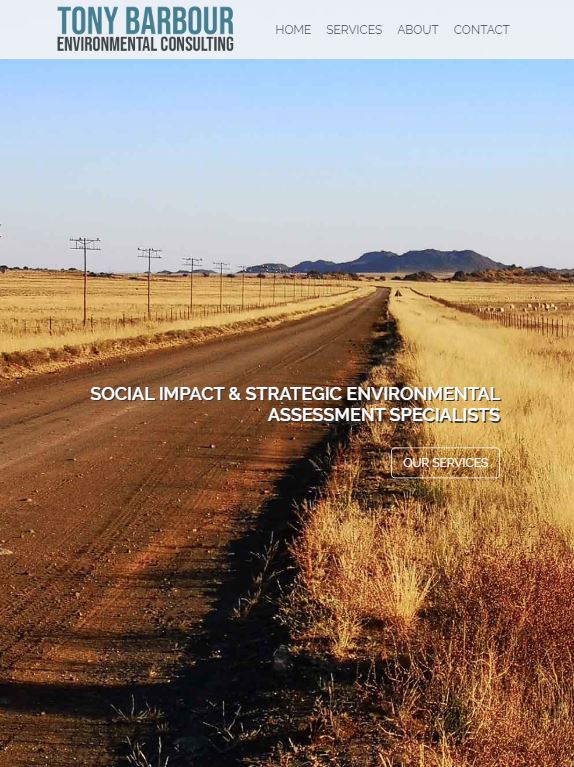 TONY BARBOUR
ENVIRONMENTAL CONSULTING
HOME SERVICES ABOUT CONTACT
SOCIAL IMPACT & STRATEGIC ENVIRONMENTAL
ASSESSMENT SPECIALISTS
OUR SERVICES